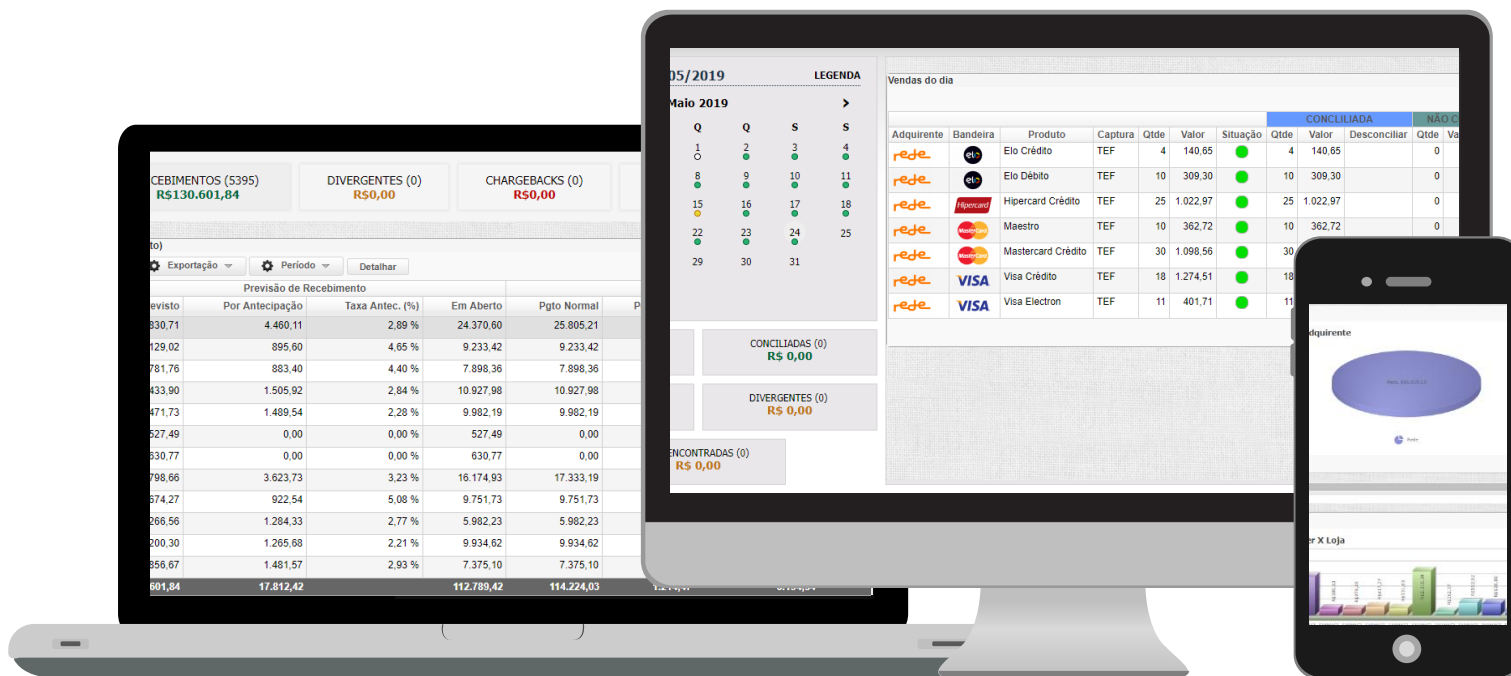 CEBIMENTOS (5395)
R$130.601,84
DIVERGENTES (0)
R$0,00
CHARGEBACKS (0)
R$0,00
to)
Exportação
Período
Detalhar
Previsão de Recebimento
evisto Por Antecipação Taxa Antec. (%) Em Aberto Pgto Normal P
830,71 4.460,11 2,89 % 24.370,60 25.805,21
129,02 895,60 4,65 % 9.233,42 9.233,42
781,76 883,40 4,40 % 7.898,36 7.898,36
433,90 1.505,92 2,84 % 10.927,98 10.927,98
471,73 1.489,54 2,28 % 9.982,19 9.982,19
527,49 0,00 0,00 % 527,49 0,00
630,77 0,00 0,00 % 630,77 0,00
798,66 3.623,73 3,23 % 16.174,93 17.333,19
674,27 922,54 5,08 % 9.751,73 9.751,73
266,56 1.284,33 2,77 % 5.982,23 5.982,23
200,30 1.265,68 2,21 % 9.934,62 9.934,62
856,67 1.481,57 2,93 % 7.375,10 7.375,10
601,84 17.812,42 112.789,42 114.224,03
05/2019 LEGENDA
Maio 2019 >
Q Q S S
1 2 3 4
8 9 10 11
15 16 17 18
22 23 24 25
29 30 31
CONCILIADAS (0)
R$ 0,00
DIVERGENTES (0)
R$ 0,00
ENCONTRADAS (0)
R$ 0,00
Vendas do dia
CONCLILIADA NÃO C
Adquirente Bandeira Produto Captura Qtde Valor Situação Qtde Valor Desconciliar Qtde Va
rede elo Elo Crédito TEF 4 140,65 4 140,65 0
rede elo Elo Débito TEF 10 309,30 10 309,30 0
rede Hipercard Hipercard Crédito TEF 25 1.022,97 25 1.022,97 0
rede MasterCard Maestro TEF 10 362,72 10 362,72 0
rede MasterCard Mastercard Crédito TEF 30 1.098,56 30
rede VISA Visa Crédito TEF 18 1.274,51 18
rede VISA Visa Electron TEF 11 401,71 11
dquirente
Rede
er X Loja